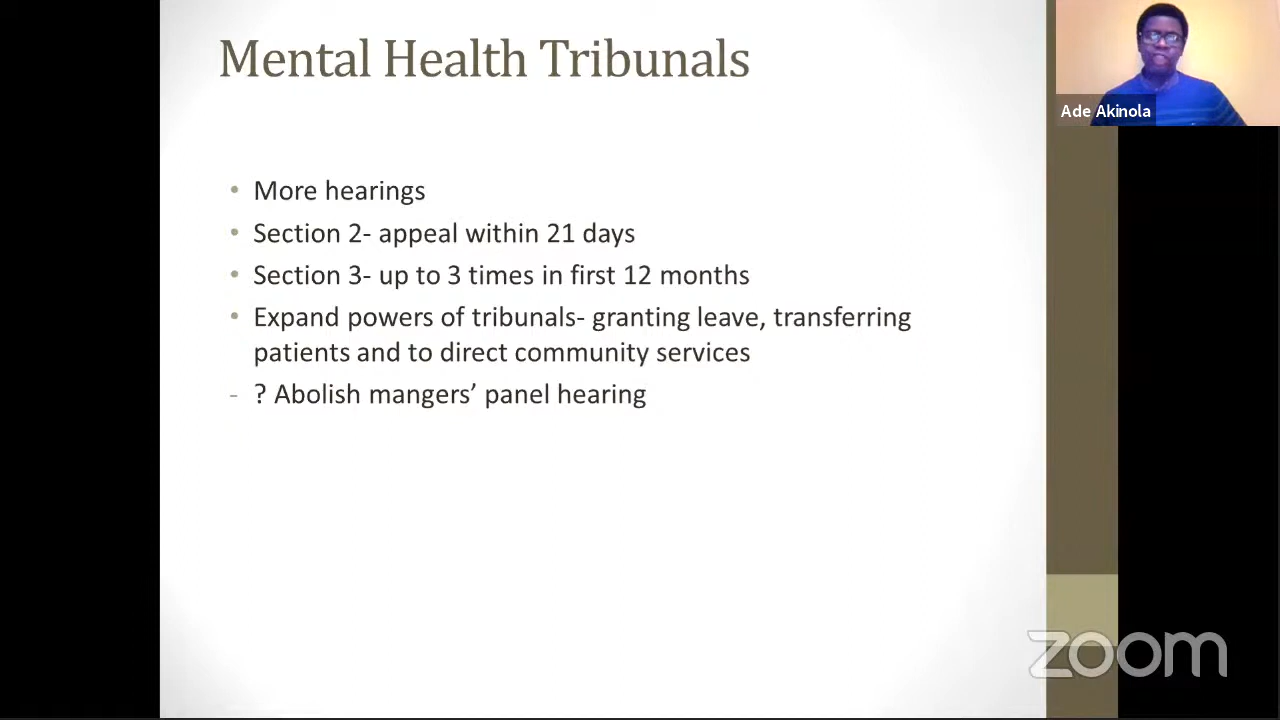 Mental Health Tribunals
Ade Akinola
• More hearings
• Section 2- appeal within 21 days
• Section 3- up to 3 times in first 12 months
• Expand powers of tribunals- granting leave, transferring
patients and to direct community services
- ? Abolish mangers’ panel hearing
zoom